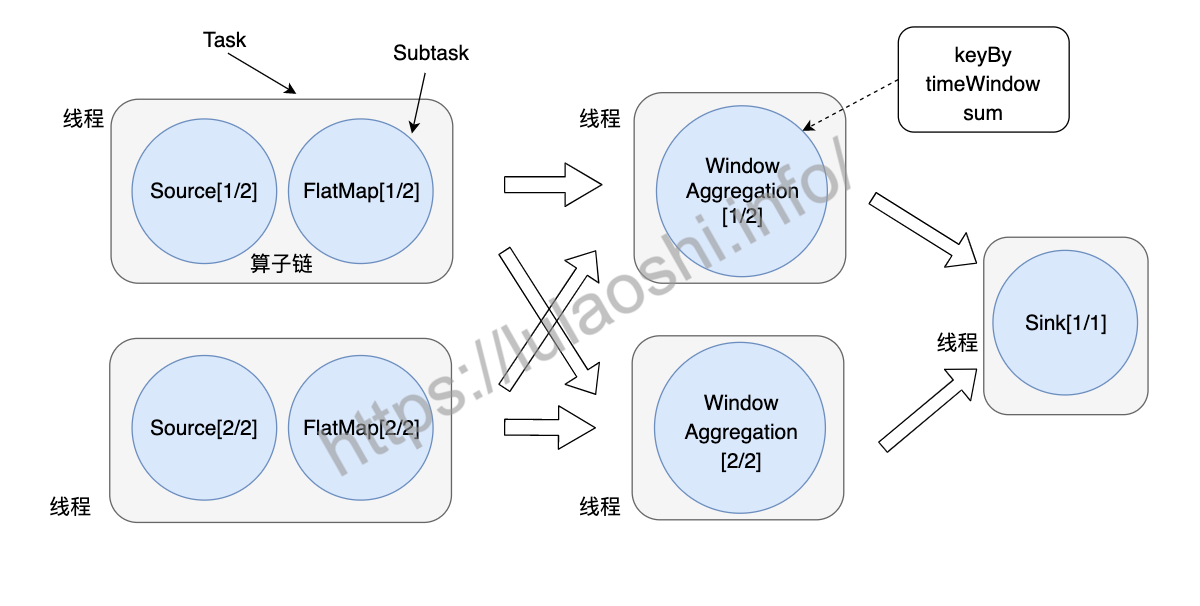 Task
Subtask
线程
Source[1/2]
FlatMap[1/2]
算子链
线程
Window
Aggregation
[1/2]
keyBy
timeWindow
sum
线程
Source[2/2]
FlatMap[2/2]
线程
Window
Aggregation
[2/2]
线程
Sink[1/1]
https://lulaoshi.info/